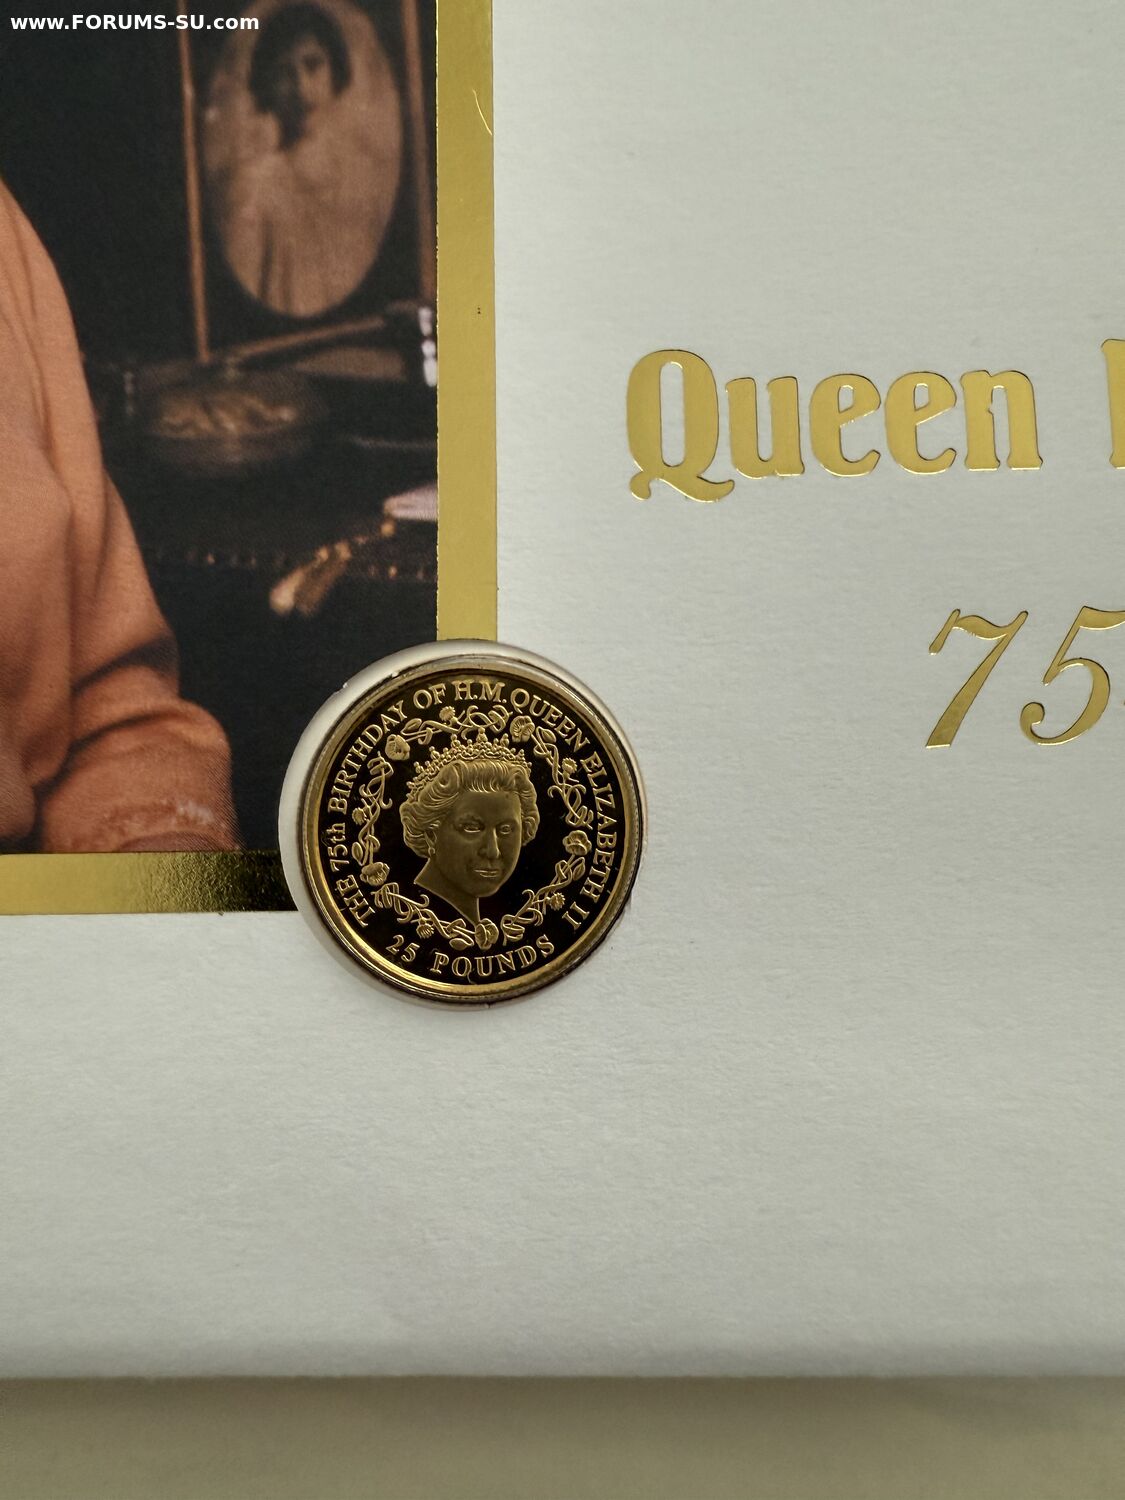 www.FORUMS-SU.com
Queen
75
THE 75th BIRTHDAY OF H.M. QUEEN ELIZABETH II
25 POUNDS